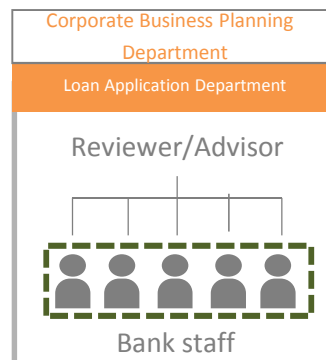 Corporate Business Planning
Department
Loan Application Department
Reviewer/Advisor
Bank staff